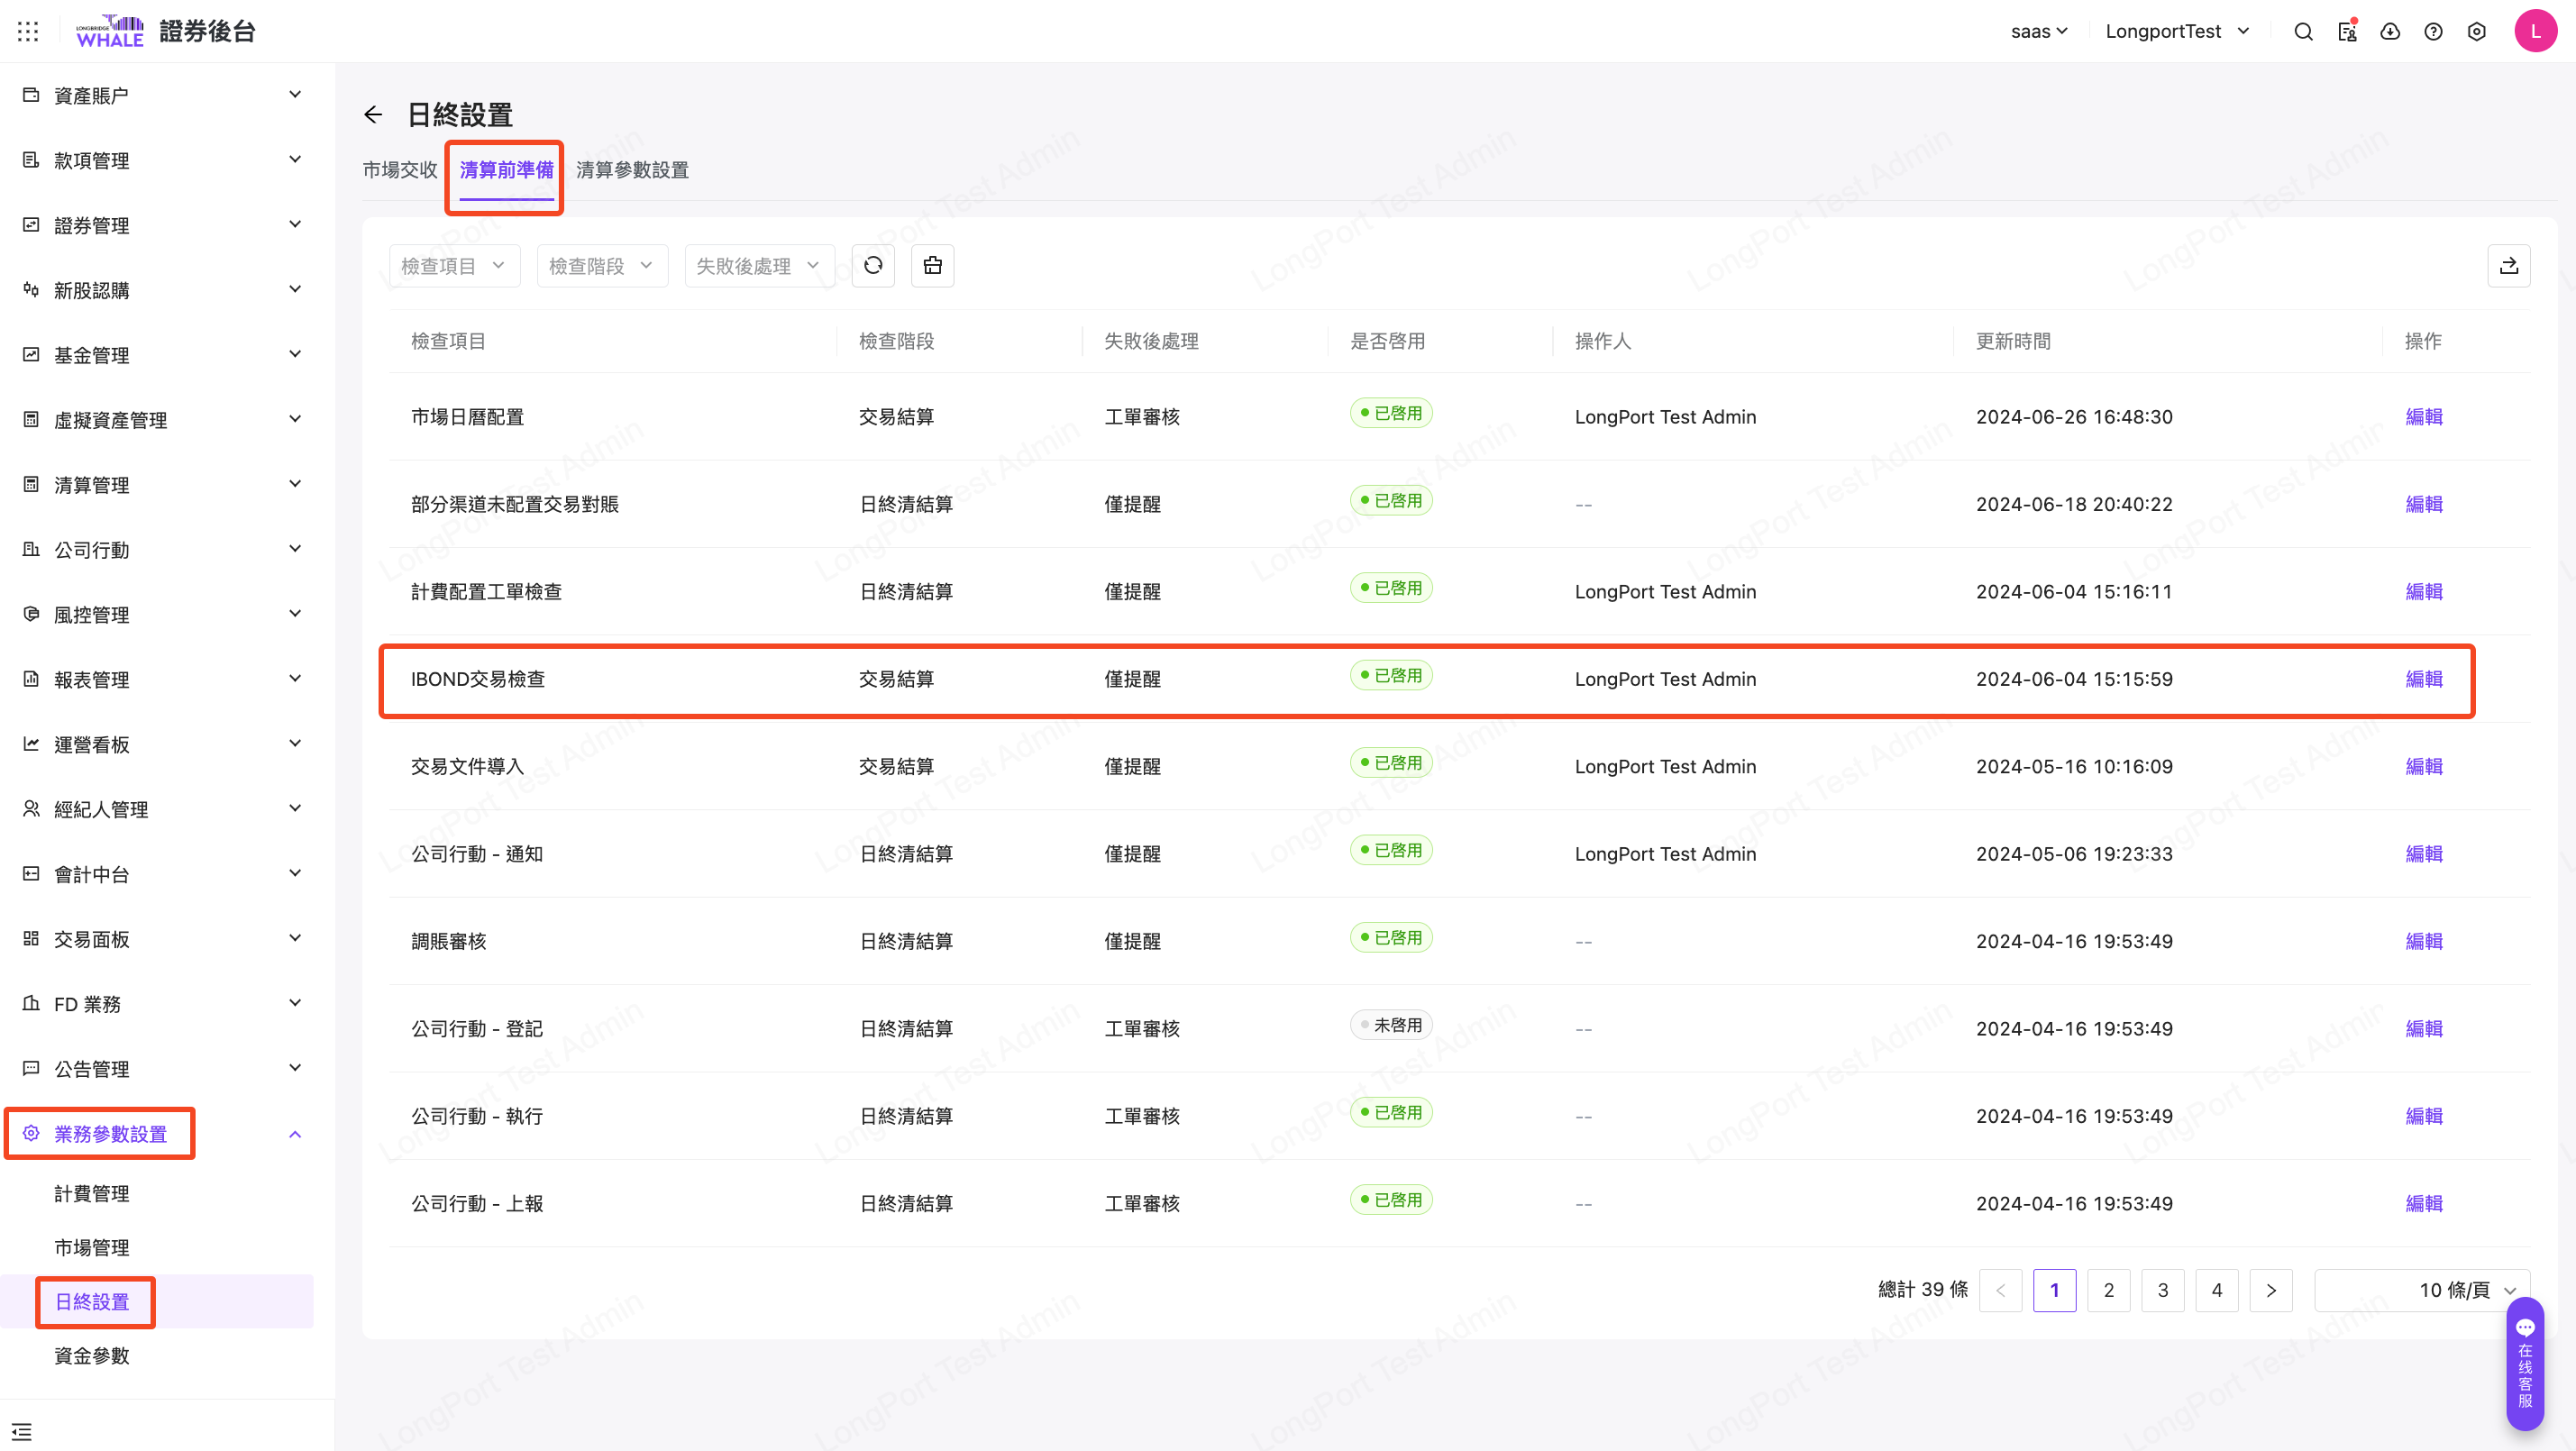 LONGBRIDGE
WHALE
證券後台
saas
LongportTest
L
資產賬户
款項管理
證券管理
新股認購
基金管理
虛擬資產管理
清算管理
公司行動
風控管理
報表管理
運營看板
經紀人管理
會計中台
交易面板
FD 業務
公告管理
業務參數設置
計費管理
市場管理
日終設置
資金參數
日終設置
市場交收 清算前準備 清算參數設置
檢查項目 檢查階段 失敗後處理
檢查項目 檢查階段 失敗後處理 是否啓用 操作人 更新時間 操作
市場日曆配置 交易結算 工單審核 已啓用 LongPort Test Admin 2024-06-26 16:48:30 編輯
部分渠道未配置交易對賬 日終清結算 僅提醒 已啓用 -- 2024-06-18 20:40:22 編輯
計費配置工單檢查 日終清結算 僅提醒 已啓用 LongPort Test Admin 2024-06-04 15:16:11 編輯
IBOND交易檢查 交易結算 僅提醒 已啓用 LongPort Test Admin 2024-06-04 15:15:59 編輯
交易文件導入 交易結算 僅提醒 已啓用 LongPort Test Admin 2024-05-16 10:16:09 編輯
公司行動 - 通知 日終清結算 僅提醒 已啓用 LongPort Test Admin 2024-05-06 19:23:33 編輯
調賬審核 日終清結算 僅提醒 已啓用 -- 2024-04-16 19:53:49 編輯
公司行動 - 登記 日終清結算 工單審核 未啓用 -- 2024-04-16 19:53:49 編輯
公司行動 - 執行 日終清結算 工單審核 已啓用 -- 2024-04-16 19:53:49 編輯
公司行動 - 上報 日終清結算 工單審核 已啓用 -- 2024-04-16 19:53:49 編輯
總計 39 條 < 1 2 3 4 > 10 條/頁
在线客服
LongPort Test Admin